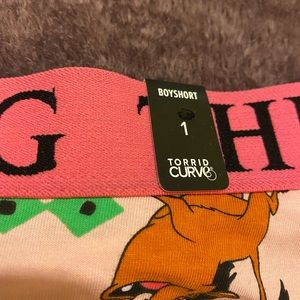 BOYSHORT
1
TORRID
CURVE
G TH